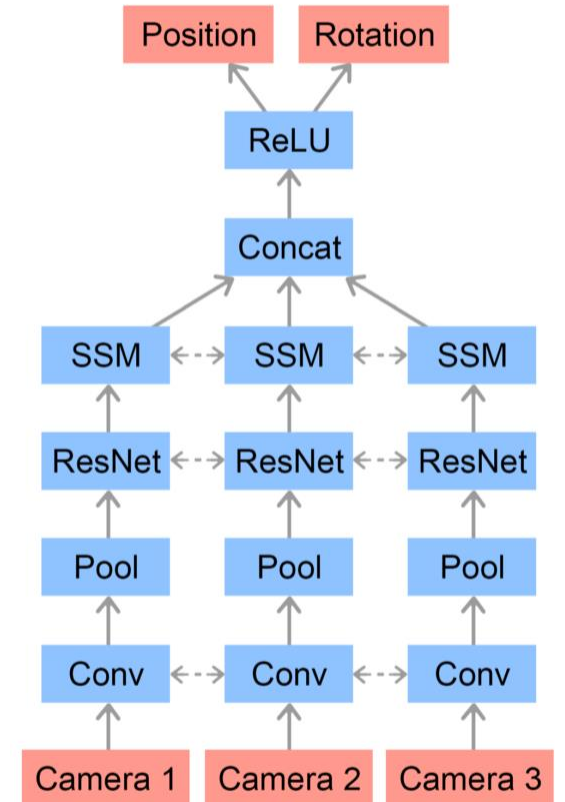 Position Rotation
ReLU
Concat
SSM SSM SSM
ResNet ResNet ResNet
Pool Pool Pool
Conv Conv Conv
Camera 1 Camera 2 Camera 3